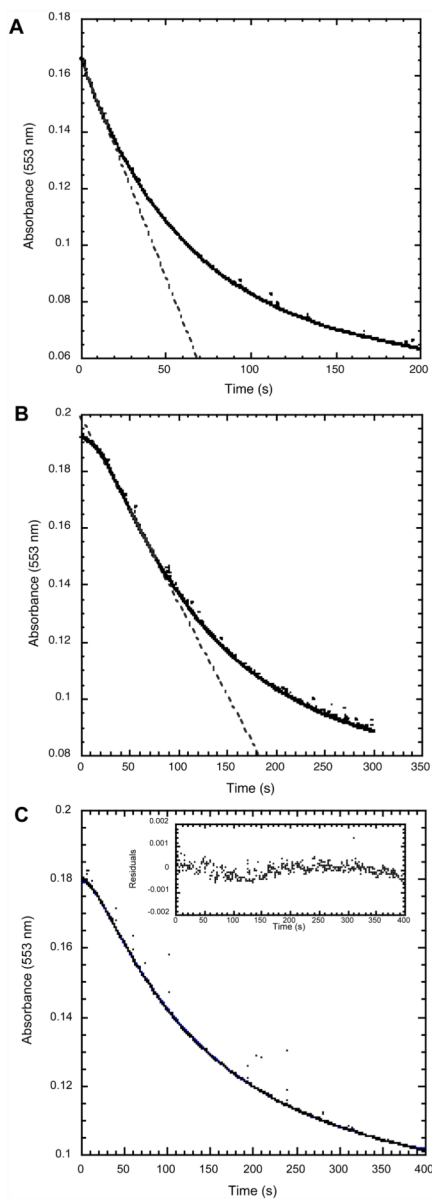 A
0.18
0.16
0.14
0.12
0.1
0.08
0.06
Absorbance (553 nm)
0 50 100 150 200
Time (s)
B
0.2
0.18
0.16
0.14
0.12
0.1
0.08
Absorbance (553 nm)
0 50 100 150 200 250 300 350
Time (s)
C
0.2
0.18
0.16
0.14
0.12
0.1
Absorbance (553 nm)
0.002
0.001
0
-0.001
-0.002
Residuals
0 50 100 150 200 250 300 350 400
Time (s)
0 50 100 150 200 250 300 350 400
Time (s)